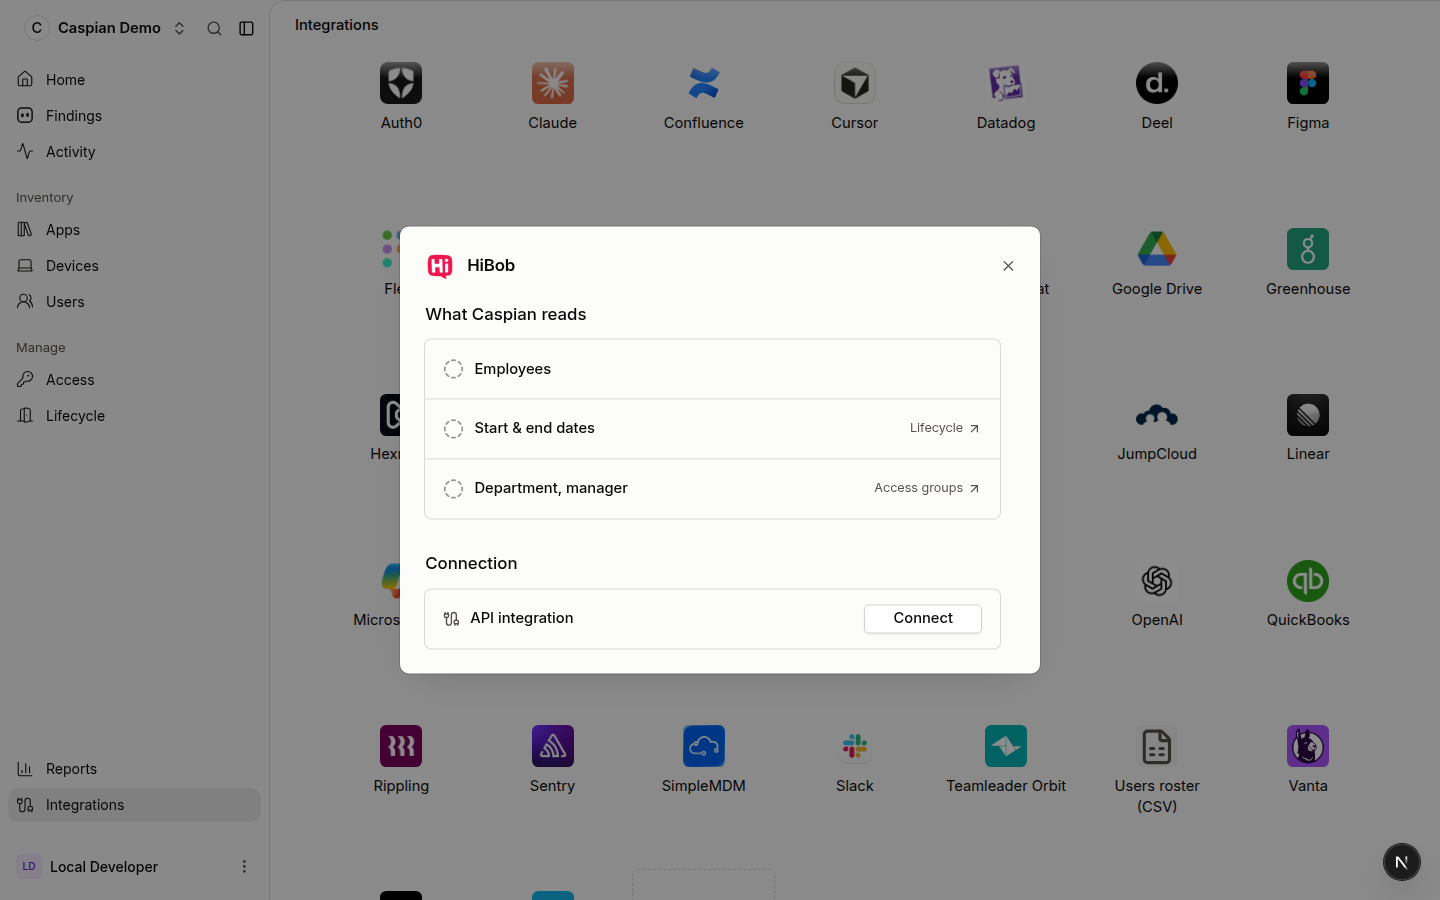 C Caspian Demo
Integrations
Home
Findings
Activity
Inventory
Apps
Devices
Users
Manage
Access
Lifecycle
Reports
Integrations
LD Local Developer
Auth0
Claude
Confluence
Cursor
Datadog
d.
Deel
Figma
Google Drive
Greenhouse
Hi HiBob
What Caspian reads
Employees
Start & end dates
Lifecycle
Department, manager
Access groups
Connection
API integration
Connect
JumpCloud
Linear
OpenAI
qb
QuickBooks
Rippling
Sentry
SimpleMDM
Slack
Teamleader Orbit
Users roster
(CSV)
Vanta
N